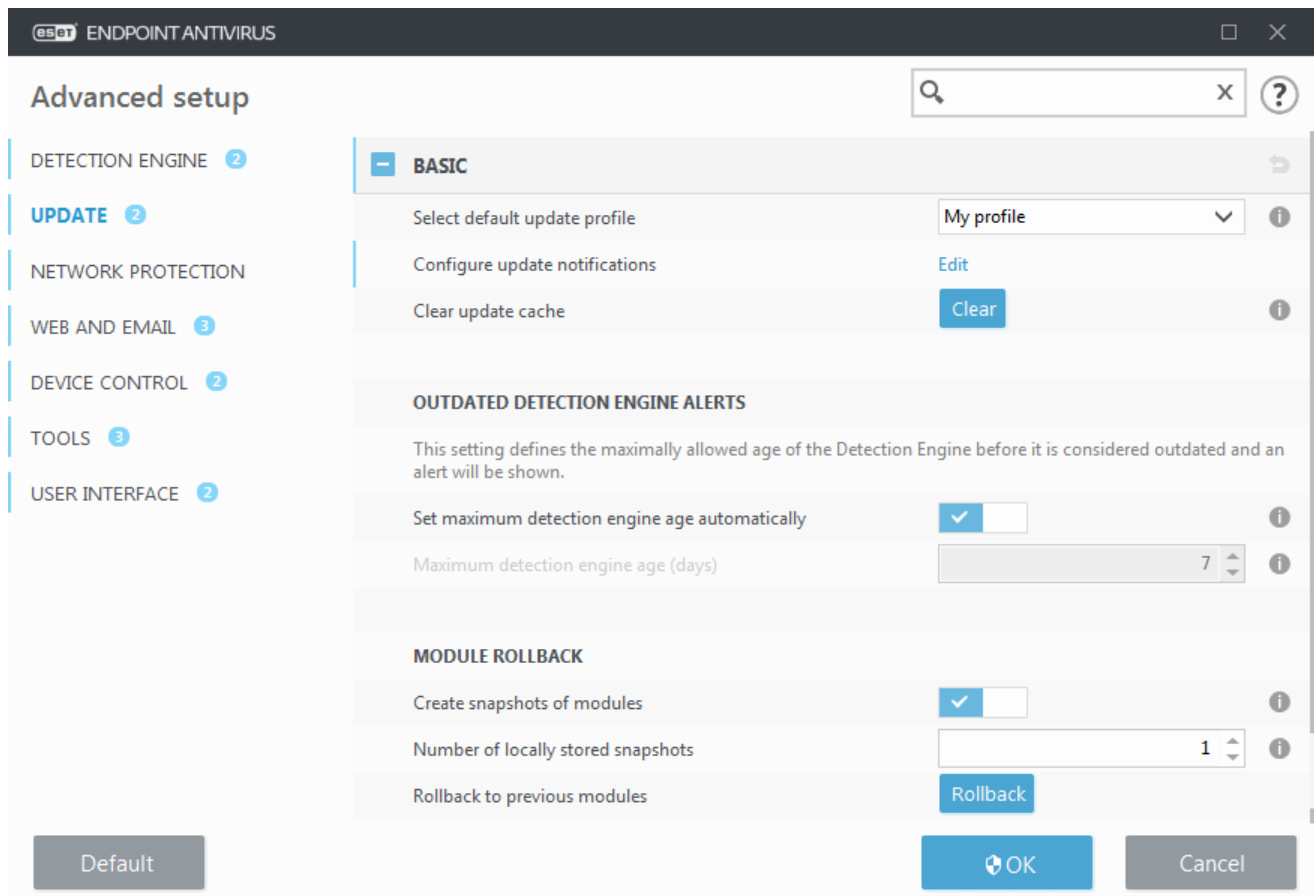 eset ENDPOINT ANTIVIRUS
Advanced setup
x
?
DETECTION ENGINE 2
UPDATE 2
NETWORK PROTECTION
WEB AND EMAIL 3
DEVICE CONTROL 2
TOOLS 3
USER INTERFACE 2
BASIC
Select default update profile My profile
Configure update notifications Edit
Clear update cache Clear
OUTDATED DETECTION ENGINE ALERTS
This setting defines the maximally allowed age of the Detection Engine before it is considered outdated and an
alert will be shown.
Set maximum detection engine age automatically
Maximum detection engine age (days) 7
MODULE ROLLBACK
Create snapshots of modules
Number of locally stored snapshots 1
Rollback to previous modules Rollback
Default OK Cancel